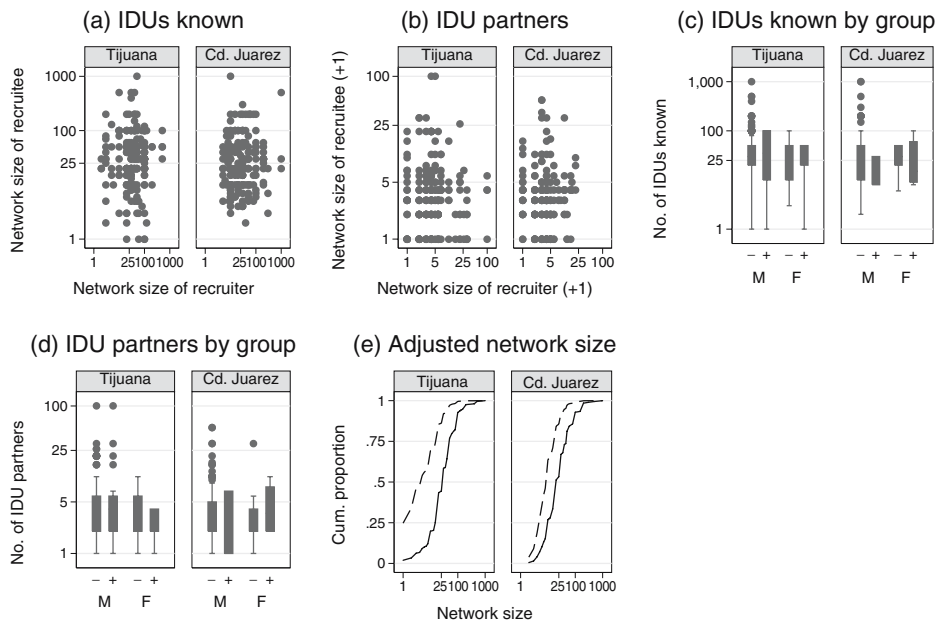 (a) IDUs known
Tijuana
Cd. Juarez
Network size of recruitee
1000
100
25
1
1
25 100 1000
1
25 100 1000
Network size of recruiter
(b) IDU partners
Tijuana
Cd. Juarez
Network size of recruitee (+1)
100
25
5
1
1 5 25 100
1 5 25 100
Network size of recruiter (+1)
(c) IDUs known by group
Tijuana
Cd. Juarez
No. of IDUs known
1,000
100
25
1
– + – +
– + – +
M F
M F
(d) IDU partners by group
Tijuana
Cd. Juarez
No. of IDU partners
100
25
5
1
– + – +
– + – +
M F
M F
(e) Adjusted network size
Tijuana
Cd. Juarez
Cum. proportion
1
.75
.5
.25
0
1 25 100 1000
1 25 100 1000
Network size